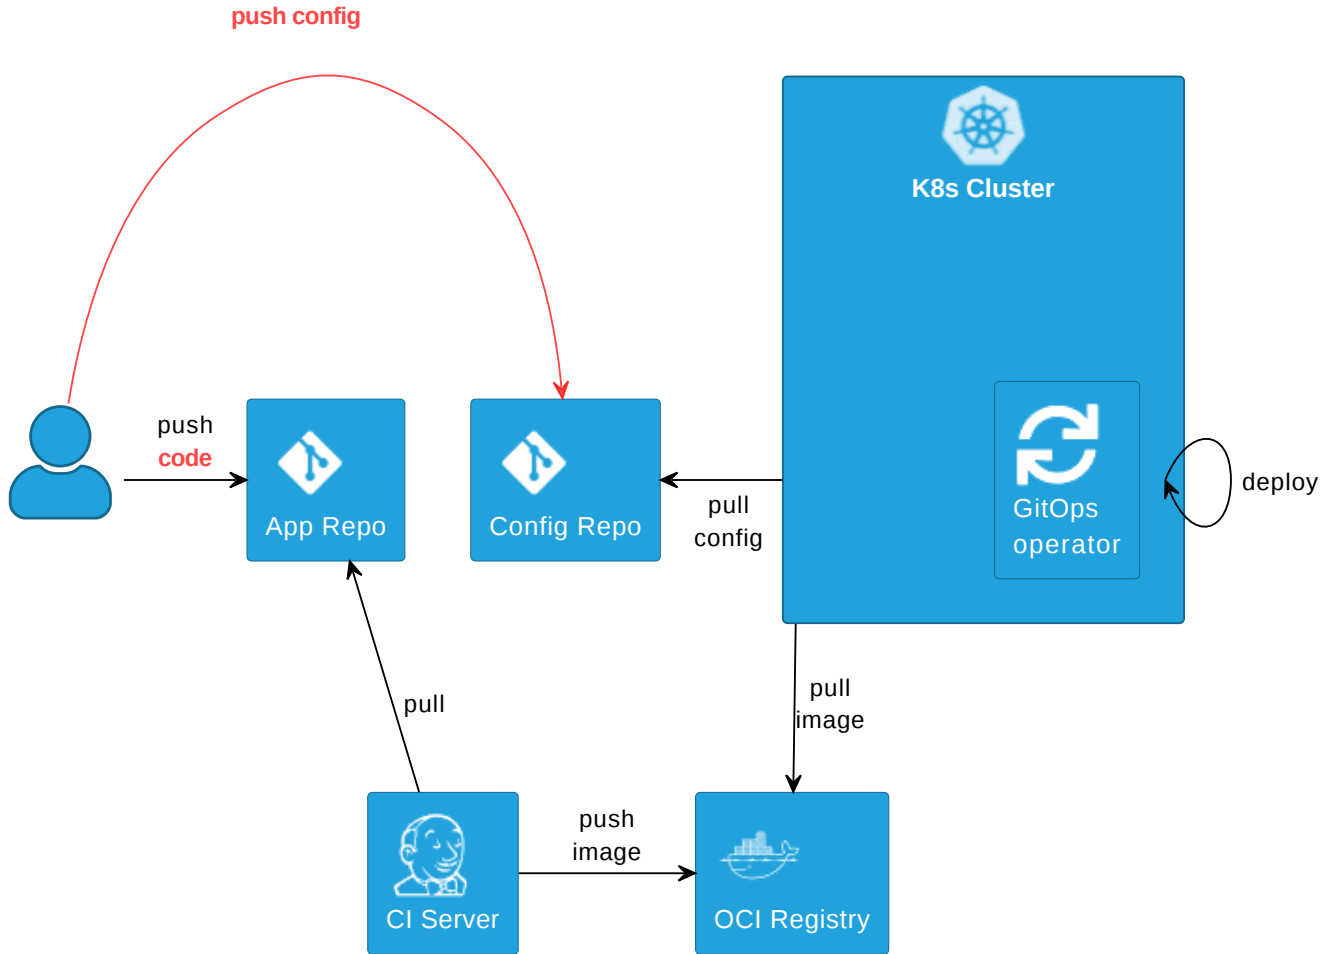 push config
K8s Cluster
push
code
App Repo
Config Repo
pull
config
GitOps
operator
deploy
pull
pull
image
push
image
CI Server
OCI Registry